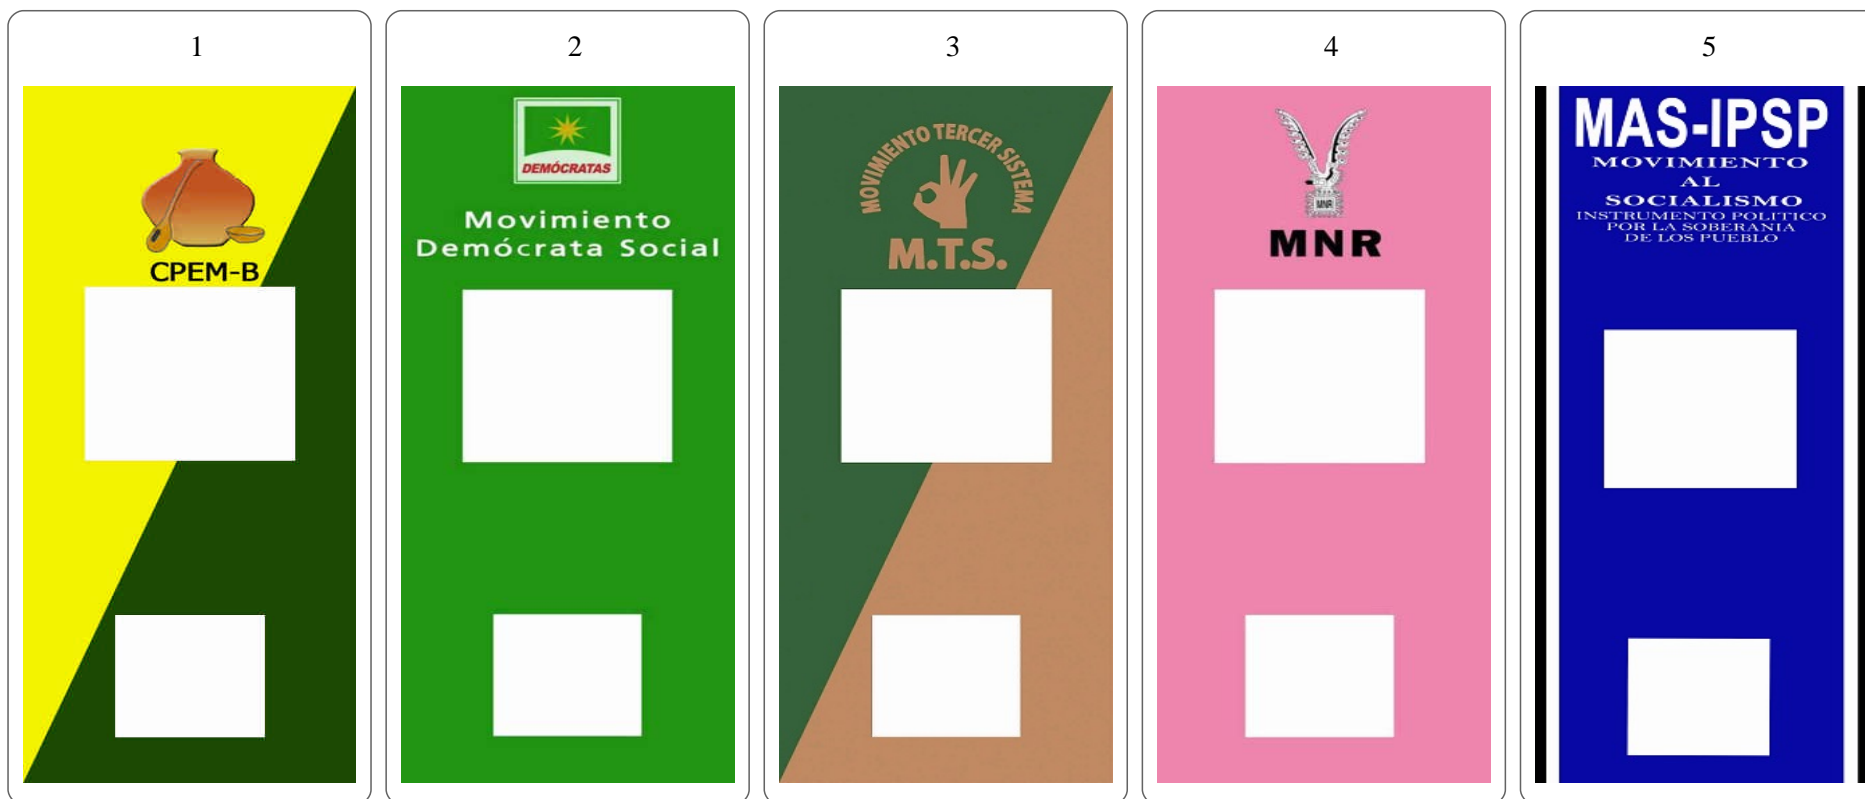 1
CPEM-B
2
DEMÓCRATAS
Movimiento
Demócrata Social
3
MOVIMIENTO TERCER SISTEMA
M.T.S.
4
MNR
MNR
5
MAS-IPSP
MOVIMIENTO
AL
SOCIALISMO
INSTRUMENTO POLITICO
POR LA SOBERANIA
DE LOS PUEBLO